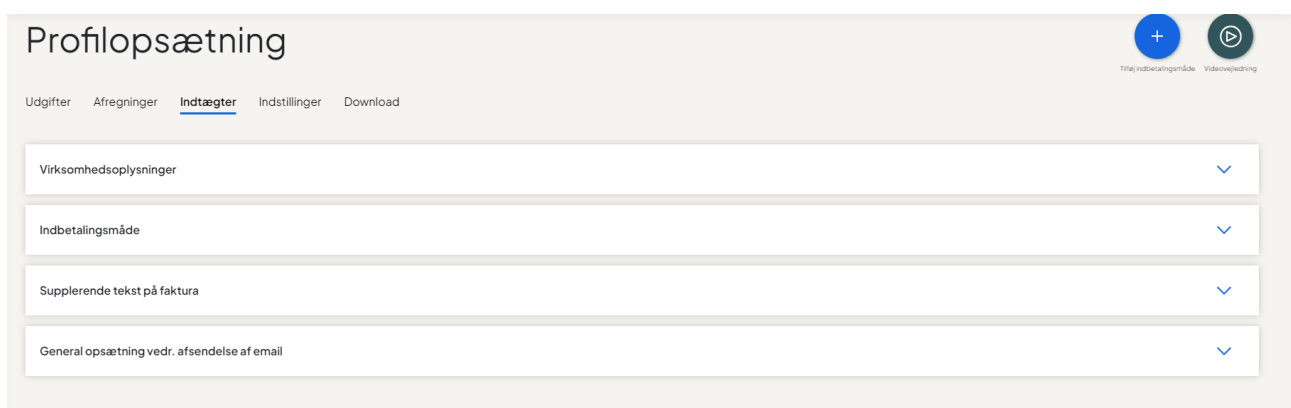 Profilopsætning
Tilføj indbetalingsmåde
Videovejledning
Udgifter
Afregninger
Indtægter
Indstillinger
Download
Virksomhedsoplysninger
Indbetalingsmåde
Supplerende tekst på faktura
General opsætning vedr. afsendelse af email